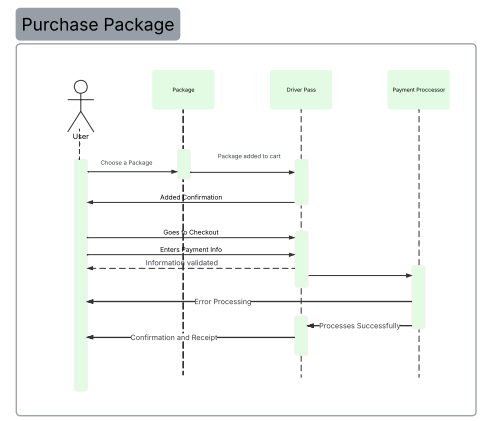 Purchase Package
Package
Driver Pass
Payment Proccessor
User
Choose a Package
Package added to cart
Added Confirmation
Goes to Checkout
Enters Payment Info
Information validated
Error Processing
Processes Successfully
Confirmation and Receipt